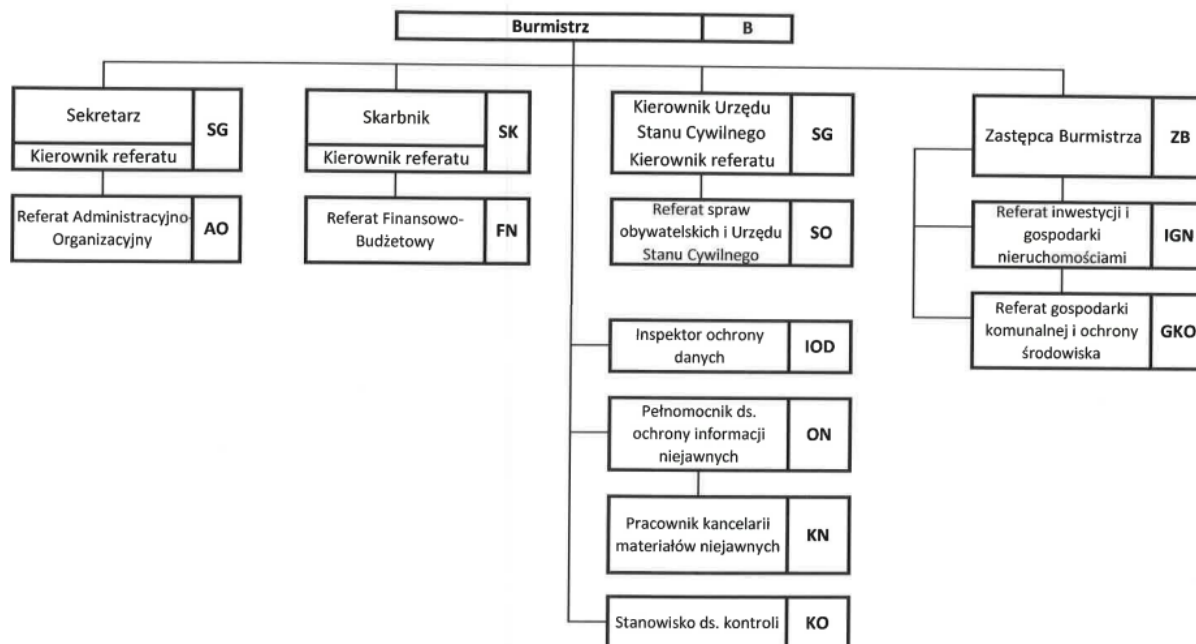 Burmistrz B
Sekretarz
Kierownik referatu
SG
Referat Administracyjno-
Organizacyjny
AO
Skarbnik
Kierownik referatu
SK
Referat Finansowo-
Budżetowy
FN
Kierownik Urzędu
Stanu Cywilnego
Kierownik referatu
SG
Referat spraw
obywatelskich i Urzędu
Stanu Cywilnego
SO
Zastępca Burmistrza
ZB
Referat inwestycji i
gospodarki
nieruchomościami
IGN
Referat gospodarki
komunalnej i ochrony
środowiska
GKO
Inspektor ochrony
danych
IOD
Pełnomocnik ds.
ochrony informacji
niejawnych
ON
Pracownik kancelarii
materiałów niejawnych
KN
Stanowisko ds. kontroli
KO